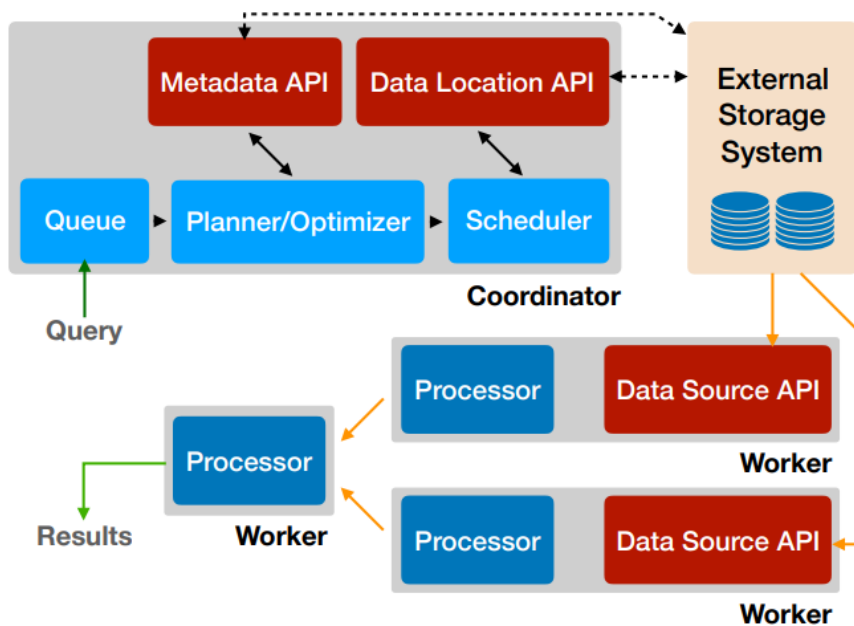 Metadata API
Data Location API
External
Storage
System
Queue
Planner/Optimizer
Scheduler
Coordinator
Query
Processor
Data Source API
Worker
Processor
Worker
Results
Processor
Data Source API
Worker